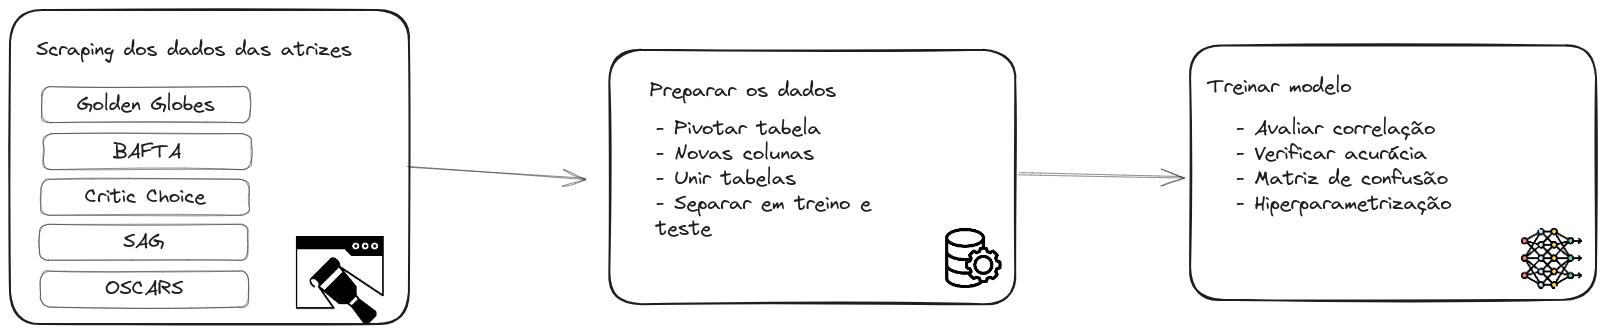 Scraping dos dados das atrizes
Golden Globes
BAFTA
Critic Choice
SAG
OSCARS
Preparar os dados
- Pivotar tabela
- Novas colunas
- Unir tabelas
- Separar em treino e
teste
Treinar modelo
- Avaliar correlação
- Verificar acurácia
- Matriz de confusão
- Hiperparametrização